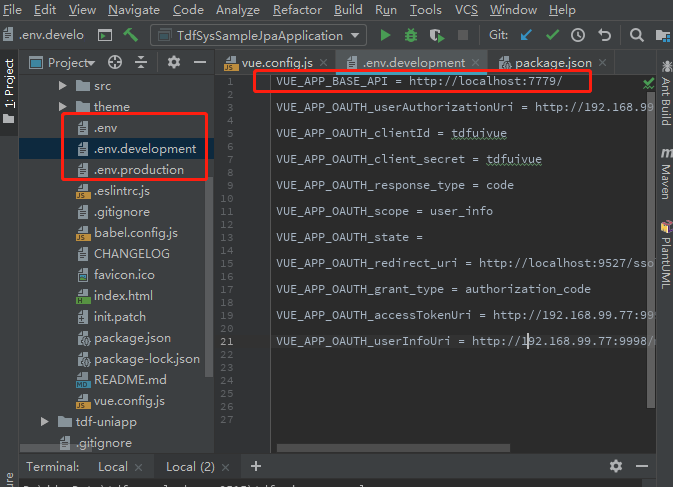 File Edit View Navigate Code Analyze Refactor Build Run Tools VCS Window Help
.env.develo TdfSysSampleJpaApplication Git:
1: Project
Project
vue.config.js .env.development package.json
src
theme
.env
.env.development
.env.production
.eslintrc.js
.gitignore
babel.config.js
CHANGELOG
favicon.ico
index.html
init.patch
package.json
package-lock.json
README.md
vue.config.js
tdf-uniapp
.gitignore
1 VUE_APP_BASE_API = http://localhost:7779/
2
3 VUE_APP_OAUTH_userAuthorizationUri = http://192.168.99
4
5 VUE_APP_OAUTH_clientId = tdfuivue
6
7 VUE_APP_OAUTH_client_secret = tdfuivue
8
9 VUE_APP_OAUTH_response_type = code
10
11 VUE_APP_OAUTH_scope = user_info
12
13 VUE_APP_OAUTH_state =
14
15 VUE_APP_OAUTH_redirect_uri = http://localhost:9527/sso
16
17 VUE_APP_OAUTH_grant_type = authorization_code
18
19 VUE_APP_OAUTH_accessTokenUri = http://192.168.99.77:999
20
21 VUE_APP_OAUTH_userInfoUri = http://192.168.99.77:9998/
22
23
24
25
26
27
Ant Build
Maven
PlantUML
Terminal: Local Local (2)